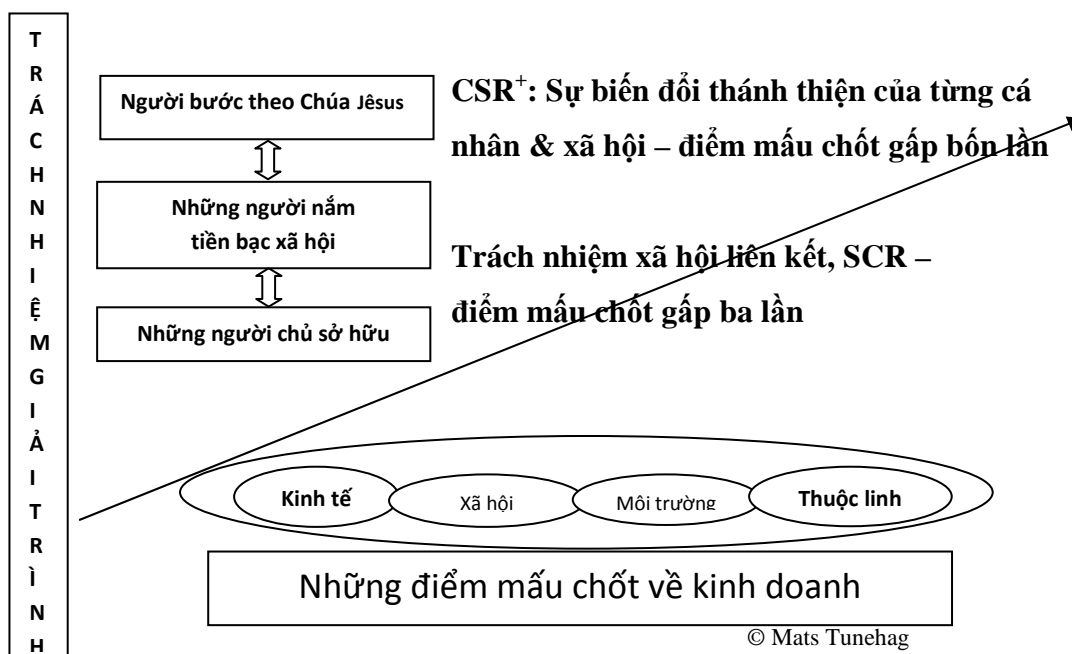 T
R
Á
C
H
N
H
I
Ệ
M
G
I
Ả
I
T
R
Ì
N
H
Người bước theo Chúa Jêsus
Những người nắm
tiền bạc xã hội
Những người chủ sở hữu
CSR⁺: Sự biến đổi thánh thiện của từng cá
nhân & xã hội – điểm mấu chốt gấp bốn lần
Trách nhiệm xã hội liên kết, SCR –
điểm mấu chốt gấp ba lần
Kinh tế
Xã hội
Môi trường
Thuộc linh
Những điểm mấu chốt về kinh doanh
© Mats Tunehag